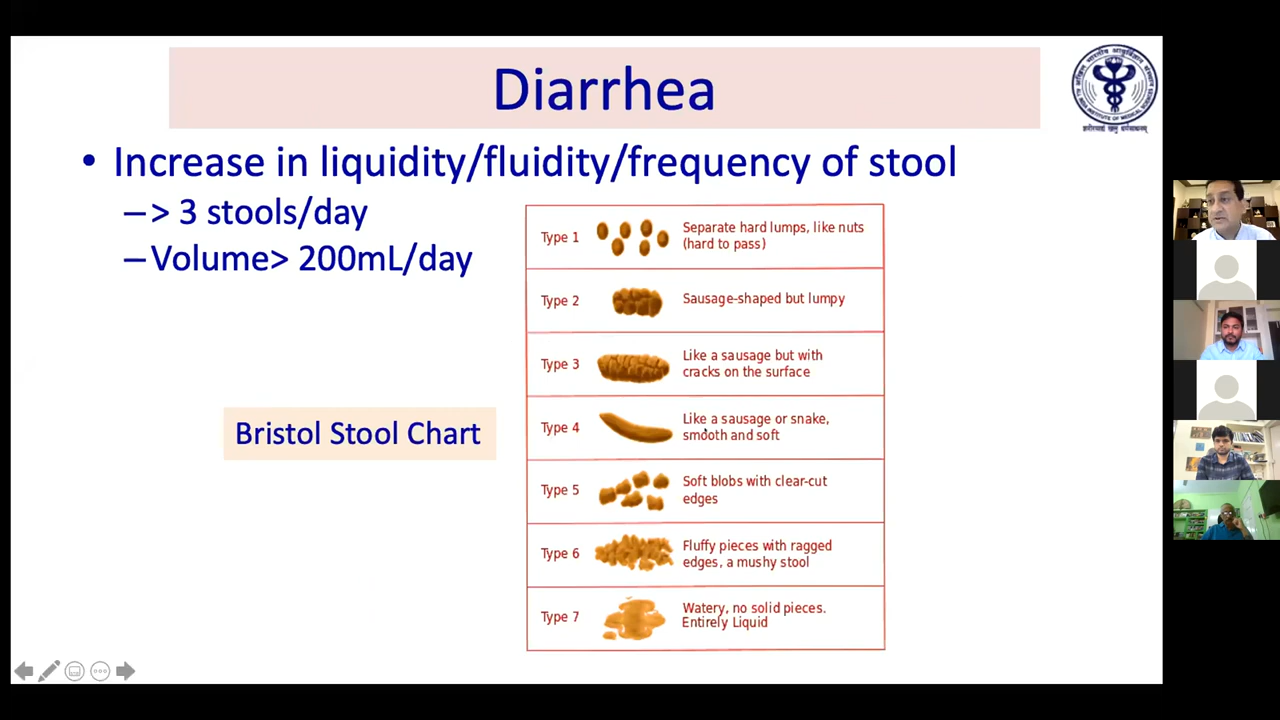 Diarrhea
• Increase in liquidity/fluidity/frequency of stool
–> 3 stools/day
–Volume> 200mL/day
Bristol Stool Chart
Type 1 Separate hard lumps, like nuts
(hard to pass)
Type 2 Sausage-shaped but lumpy
Type 3 Like a sausage but with
cracks on the surface
Type 4 Like a sausage or snake,
smooth and soft
Type 5 Soft blobs with clear-cut
edges
Type 6 Fluffy pieces with ragged
edges, a mushy stool
Type 7 Watery, no solid pieces.
Entirely Liquid